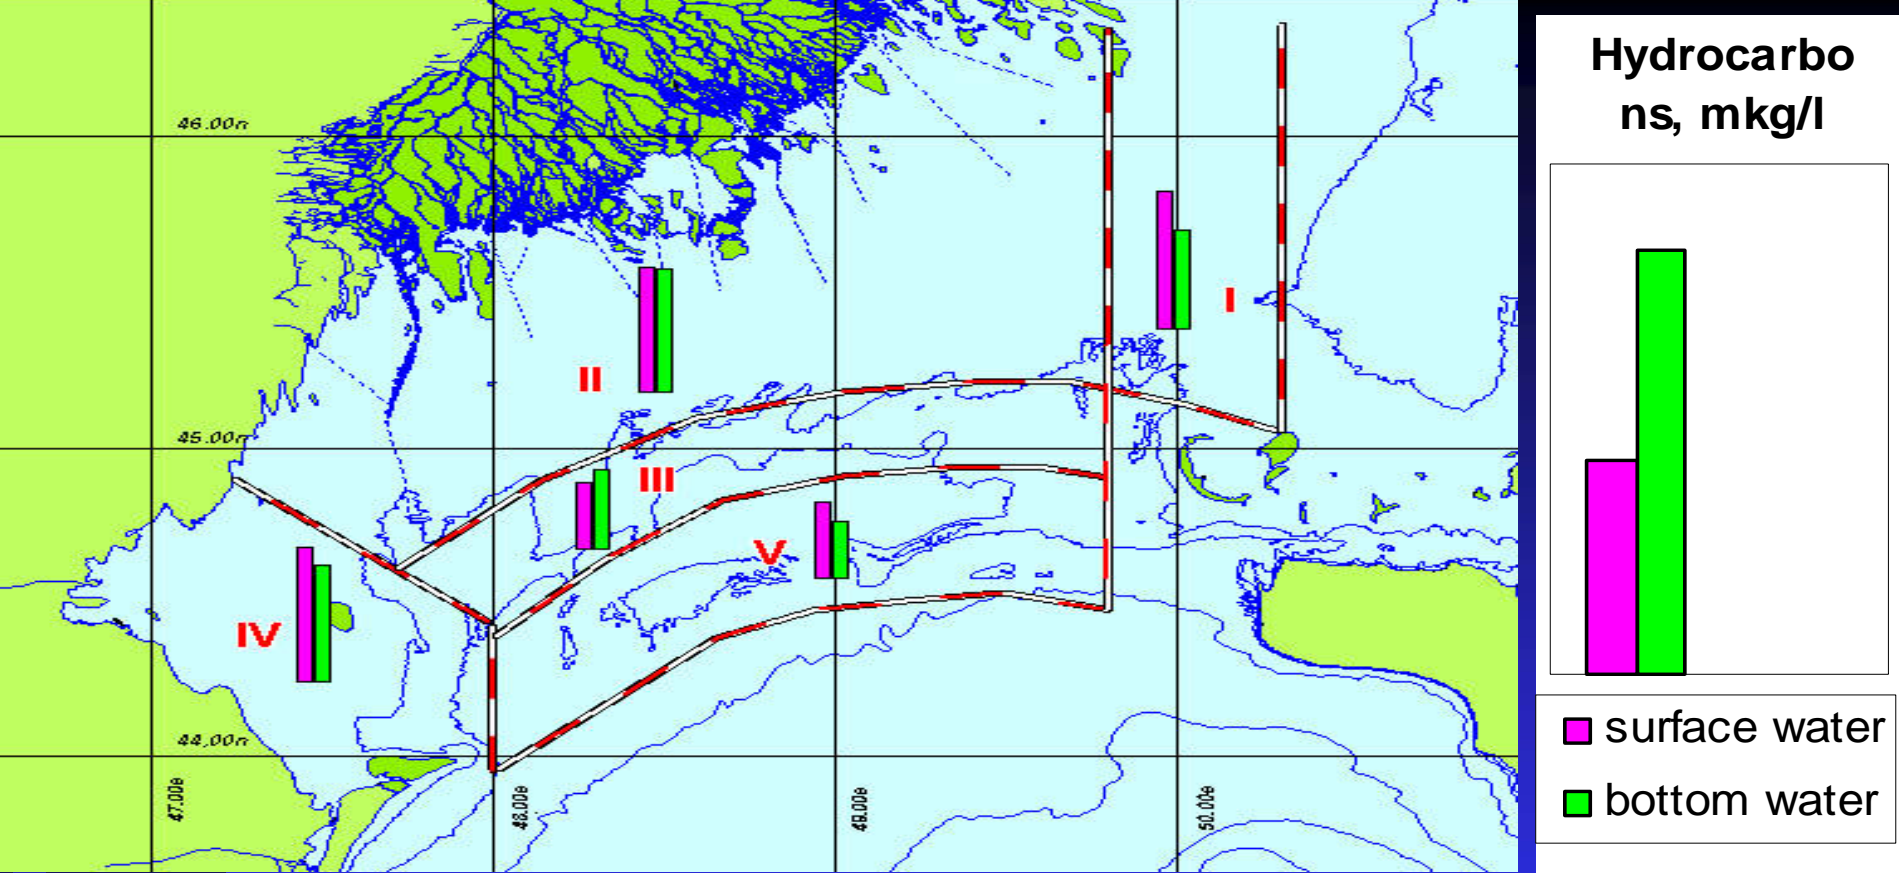 46.00n
45.00n
44.00n
47.00e
48.00e
49.00e
50.00e
I
II
III
IV
V
Hydrocarbo
ns, mkg/l
surface water
bottom water